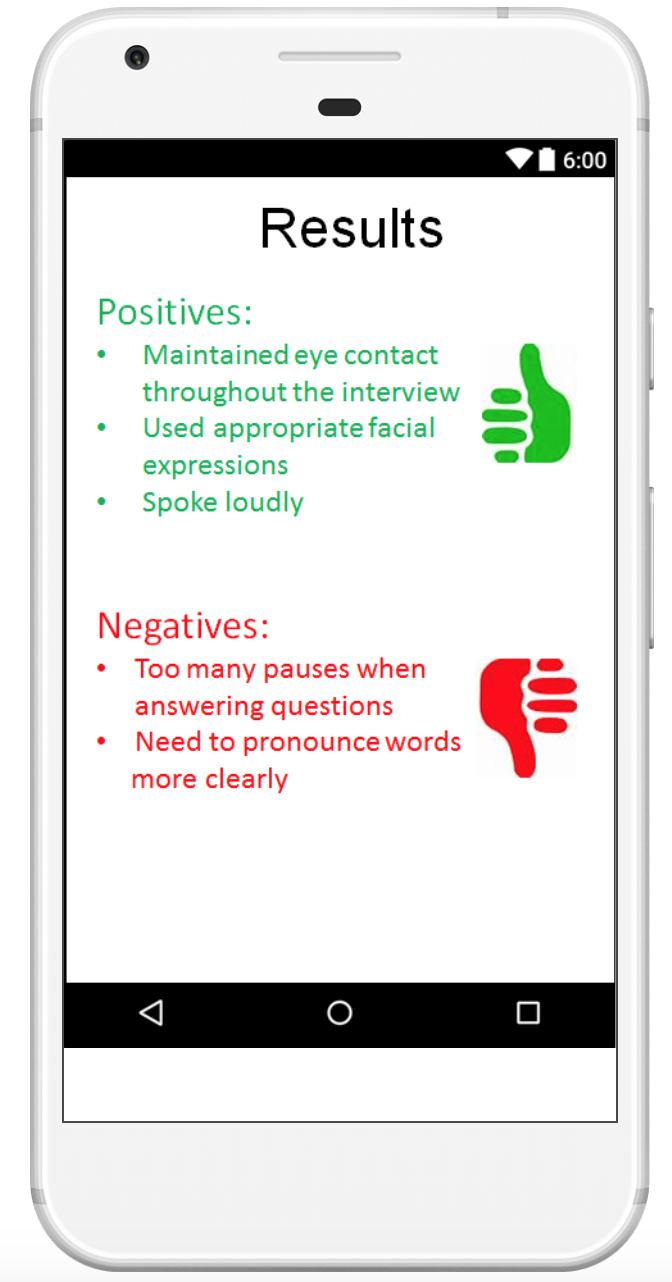 6:00
Results
Positives:
• Maintained eye contact
throughout the interview
• Used appropriate facial
expressions
• Spoke loudly
Negatives:
• Too many pauses when
answering questions
• Need to pronounce words
more clearly